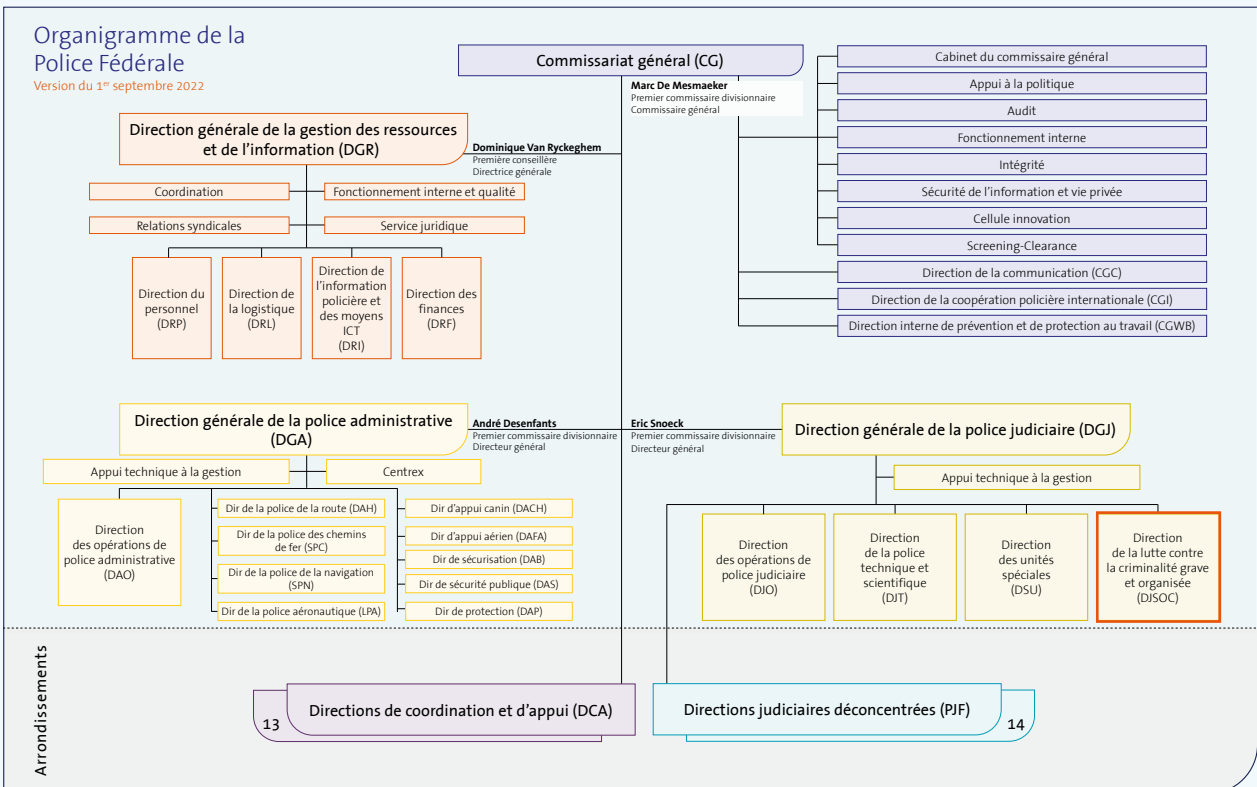 Organigramme de la
Police Fédérale
Version du 1er septembre 2022
Commissariat général (CG)
Marc De Mesmaeker
Premier commissaire divisionnaire
Commissaire général
Cabinet du commissaire général
Appui à la politique
Audit
Fonctionnement interne
Intégrité
Sécurité de l'information et vie privée
Cellule innovation
Screening-Clearance
Direction de la communication (CGC)
Direction de la coopération policière internationale (CGI)
Direction interne de prévention et de protection au travail (CGWB)
Direction générale de la gestion des ressources
et de l'information (DGR)
Dominique Van Ryckeghem
Première conseillère
Directrice générale
Coordination
Fonctionnement interne et qualité
Relations syndicales
Service juridique
Direction du
personnel
(DRP)
Direction de
la logistique
(DRL)
Direction de
l'information
policière et
des moyens
ICT
(DRI)
Direction des
finances
(DRF)
Direction générale de la police administrative
(DGA)
André Desenfants
Premier commissaire divisionnaire
Directeur général
Appui technique à la gestion
Centrex
Direction
des opérations de
police administrative
(DAO)
Dir de la police de la route (DAH)
Dir de la police des chemins
de fer (SPC)
Dir de la police de la navigation
(SPN)
Dir de la police aéronautique (LPA)
Dir d'appui canin (DACH)
Dir d'appui aérien (DAFA)
Dir de sécurisation (DAB)
Dir de sécurité publique (DAS)
Dir de protection (DAP)
Eric Snoeck
Premier commissaire divisionnaire
Directeur général
Direction générale de la police judiciaire (DGJ)
Appui technique à la gestion
Direction
des opérations de
police judiciaire
(DJO)
Direction
de la police
technique et
scientifique
(DJT)
Direction
des unités
spéciales
(DSU)
Direction
de la lutte contre
la criminalité grave
et organisée
(DJSOC)
Arrondissements
13
Directions de coordination et d'appui (DCA)
Directions judiciaires déconcentrées (PJF)
14